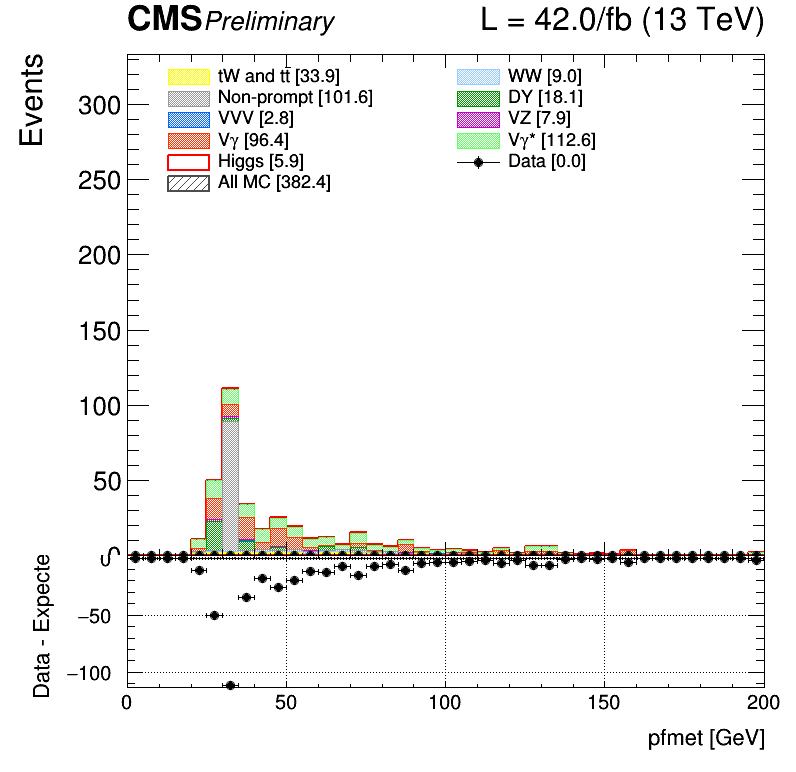 CMS Preliminary L = 42.0/fb (13 TeV)
Events
tW and tt̄ [33.9]
Non-prompt [101.6]
VVV [2.8]
Vγ [96.4]
Higgs [5.9]
All MC [382.4]
WW [9.0]
DY [18.1]
VZ [7.9]
Vγ* [112.6]
Data [0.0]
300
250
200
150
100
50
0
Data - Expecte
−50
−100
0 50 100 150 200
pfmet [GeV]